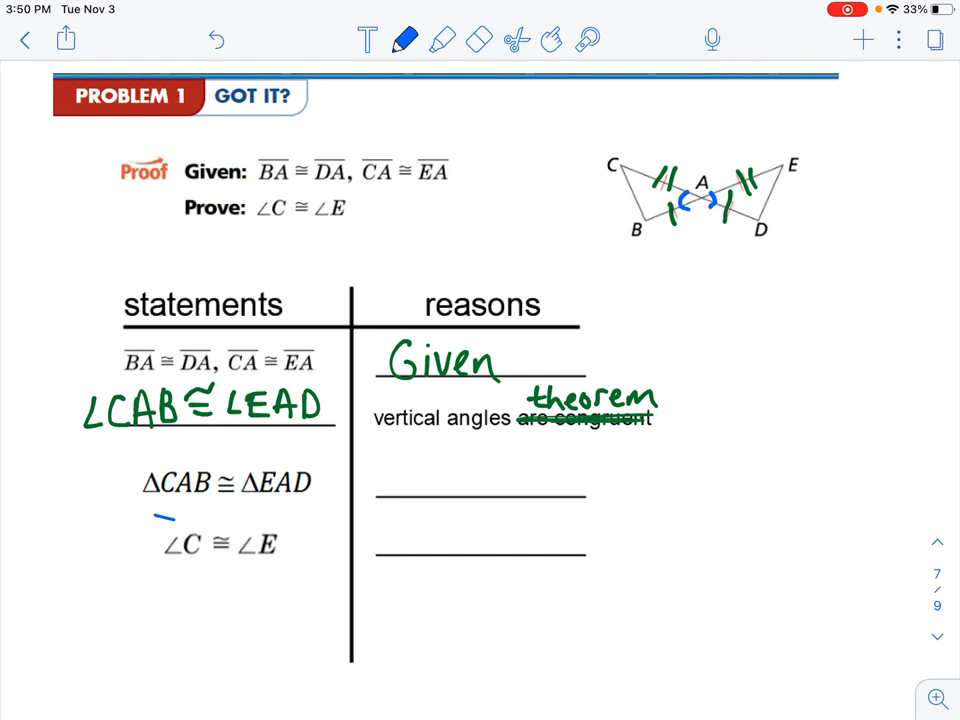 3:50 PM Tue Nov 3 33%
T
PROBLEM 1 GOT IT?
Proof Given: BA ≅ DA, CA ≅ EA
Prove: ∠C ≅ ∠E
C A E
B D
statements reasons
BA ≅ DA, CA ≅ EA Given
∠CAB ≅ ∠EAD theorem
vertical angles are congruent
ΔCAB ≅ ΔEAD
∠C ≅ ∠E
7
/
9